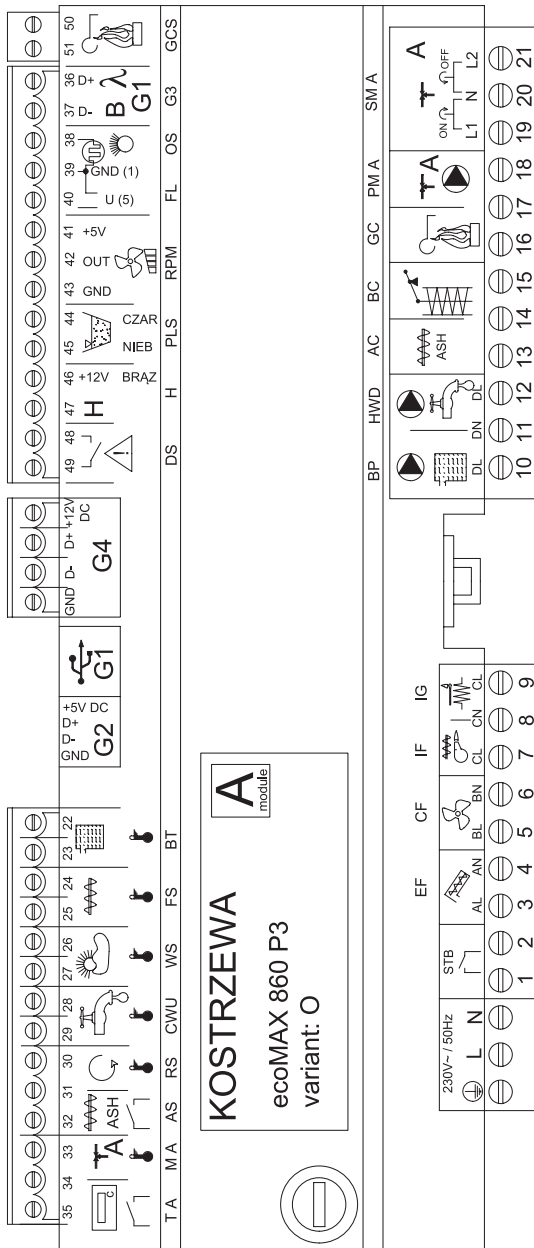 50
51
GCS
36 D+
37 D-
B λ
G1
G3
38
39
GND (1)
40
U (5)
OS
FL
41 +5V
42 OUT
43 GND
RPM
44
45
CZAR
NIEB
PLS
46 +12V BRĄZ
47
H
H
48
49
DS
+12V
DC
D+
D-
GND
G4
G1
+5V DC
D+
D-
GND
G2
22
23
BT
24
25
FS
26
27
WS
28
29
CWU
30
RS
31
32
ASH
AS
33
A
M A
34
35
C
T A
A
module
KOSTRZEWA
ecoMAX 860 P3
variant: O
SM A
A
ON
OFF
L1 N L2
21
20
19
PM A
A
18
17
GC
16
BC
15
14
AC
ASH
13
HWD
DL
12
DN
11
BP
DL
10
IG
CL
9
CN
8
IF
CL
7
CF
BN
6
BL
5
EF
AN
4
AL
3
STB
2
1
230V~ / 50Hz
L N